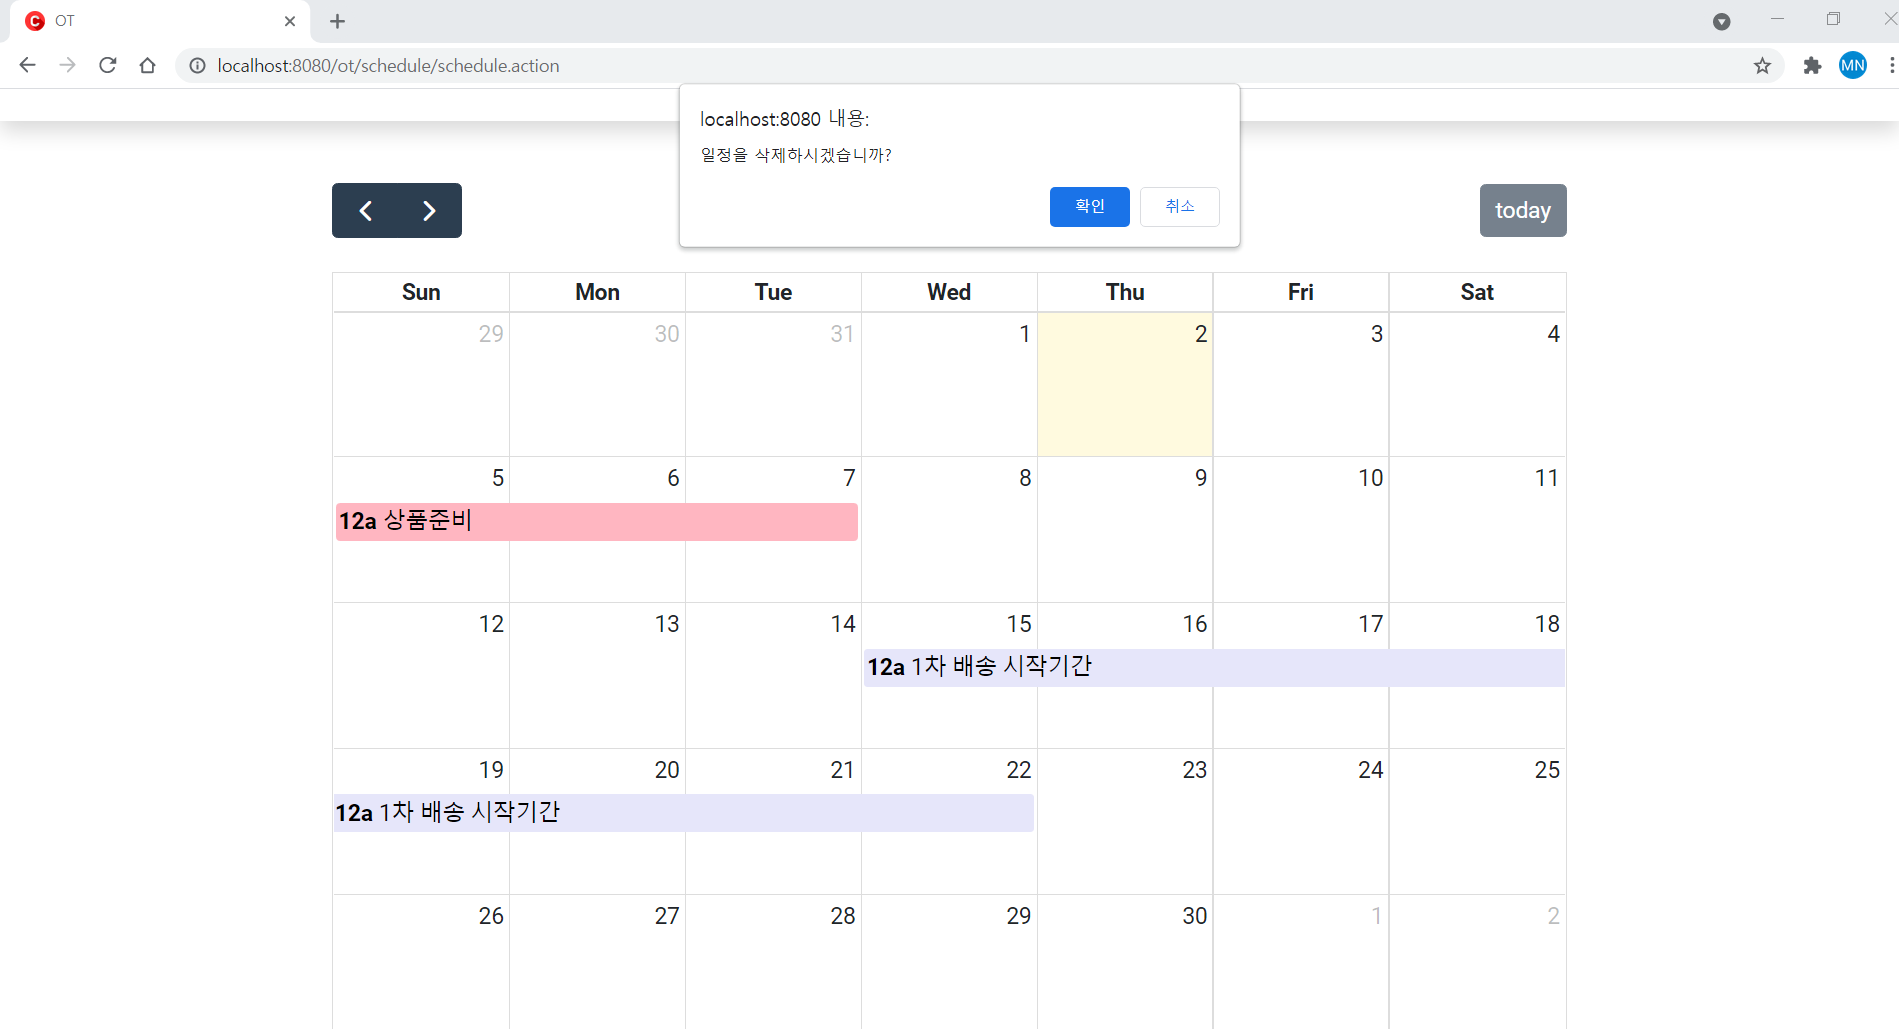 OT
localhost:8080/ot/schedule/schedule.action
MN
localhost:8080 내용:
일정을 삭제하시겠습니까?
확인 취소
today
Sun Mon Tue Wed Thu Fri Sat
29 30 31 1 2 3 4
5 6 7 8 9 10 11
12a 상품준비
12 13 14 15 16 17 18
12a 1차 배송 시작기간
19 20 21 22 23 24 25
12a 1차 배송 시작기간
26 27 28 29 30 1 2